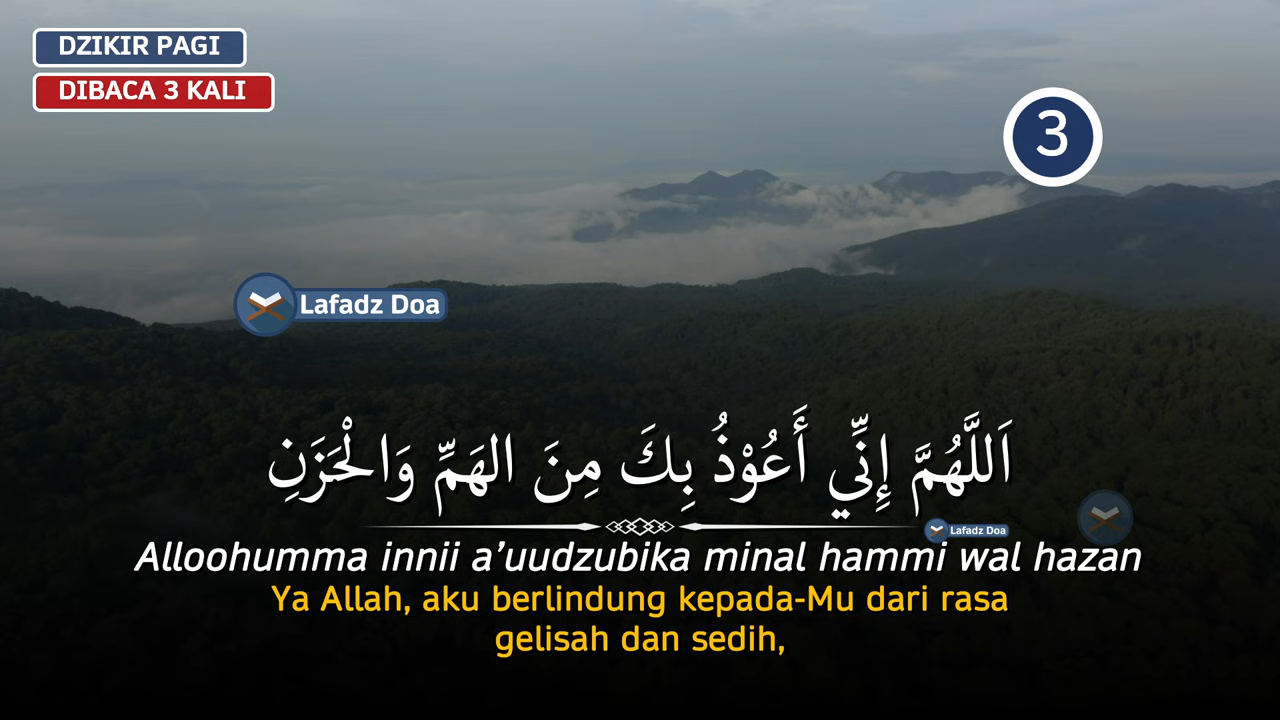 DZIKIR PAGI
DIBACA 3 KALI
3
Lafadz Doa
اَللَّهُمَّ إِنِّي أَعُوْذُ بِكَ مِنَ الهَمِّ وَالْحَزَنِ
Lafadz Doa
Alloohumma innii a’uudzubika minal hammi wal hazan
Ya Allah, aku berlindung kepada-Mu dari rasa
gelisah dan sedih,